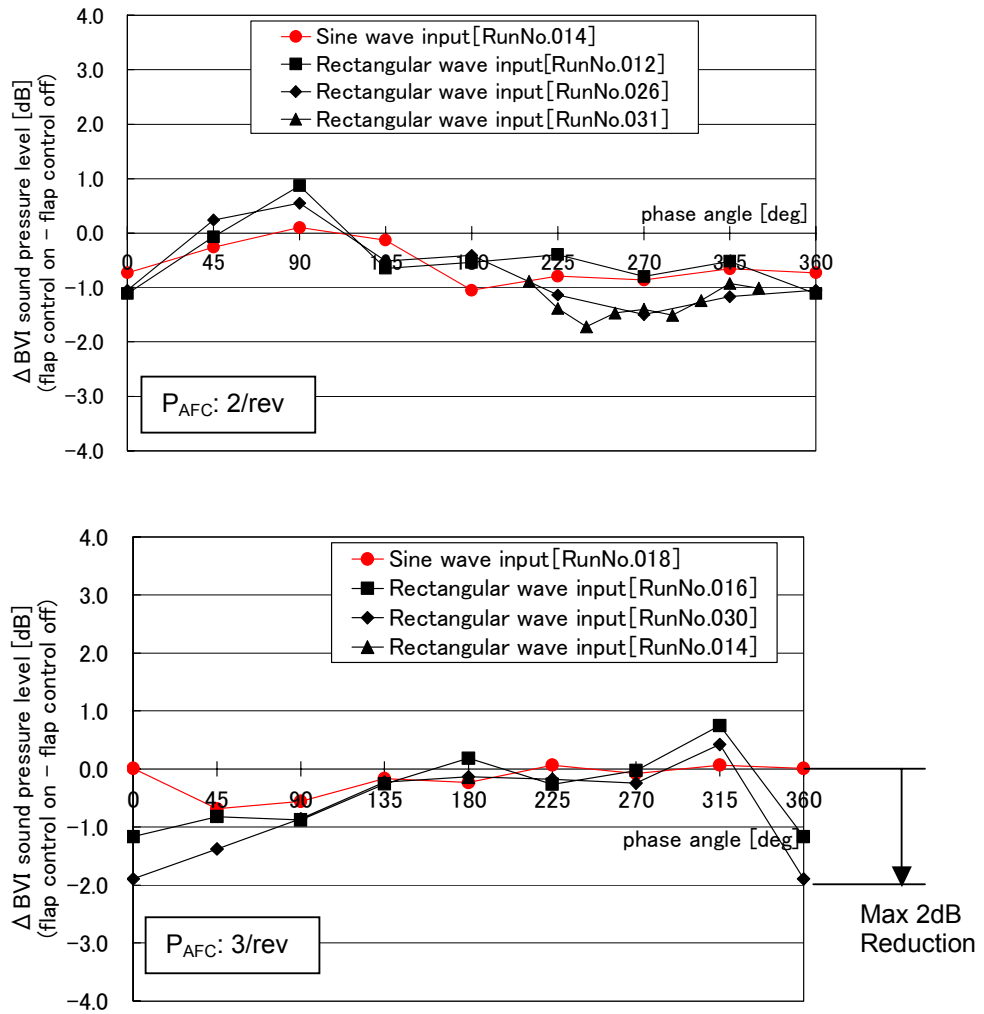 4.0
3.0
2.0
1.0
0.0
-1.0
-2.0
-3.0
-4.0
Δ BVI sound pressure level [dB]
(flap control on - flap control off)
Sine wave input[RunNo.014]
Rectangular wave input[RunNo.012]
Rectangular wave input[RunNo.026]
Rectangular wave input[RunNo.031]
phase angle [deg]
0 45 90 135 180 225 270 315 360
PAFC: 2/rev
4.0
3.0
2.0
1.0
0.0
-1.0
-2.0
-3.0
-4.0
Δ BVI sound pressure level [dB]
(flap control on - flap control off)
Sine wave input[RunNo.018]
Rectangular wave input[RunNo.016]
Rectangular wave input[RunNo.030]
Rectangular wave input[RunNo.014]
0 45 90 135 180 225 270 315 360
phase angle [deg]
PAFC: 3/rev
Max 2dB
Reduction